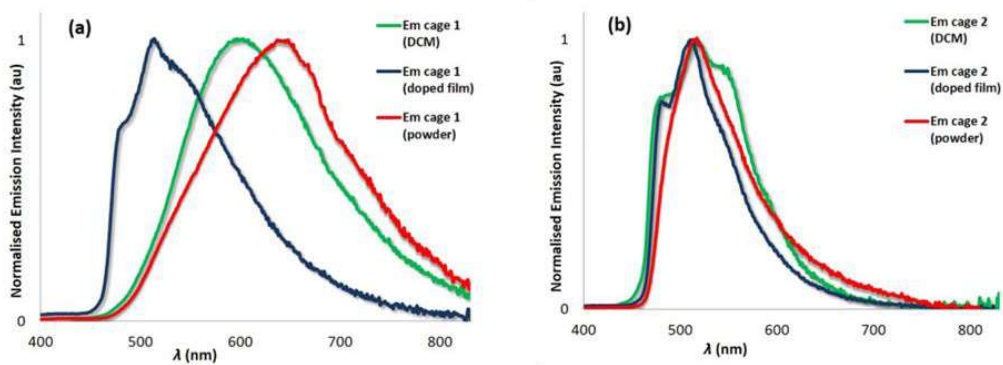 (a)
Em cage 1
(DCM)
Em cage 1
(doped film)
Em cage 1
(powder)
Normalised Emission Intensity (au)
1
0
400 500 600 700 800
λ (nm)
(b)
Em cage 2
(DCM)
Em cage 2
(doped film)
Em cage 2
(powder)
Normalised Emission Intensity (au)
1
0
400 500 600 700 800
λ (nm)